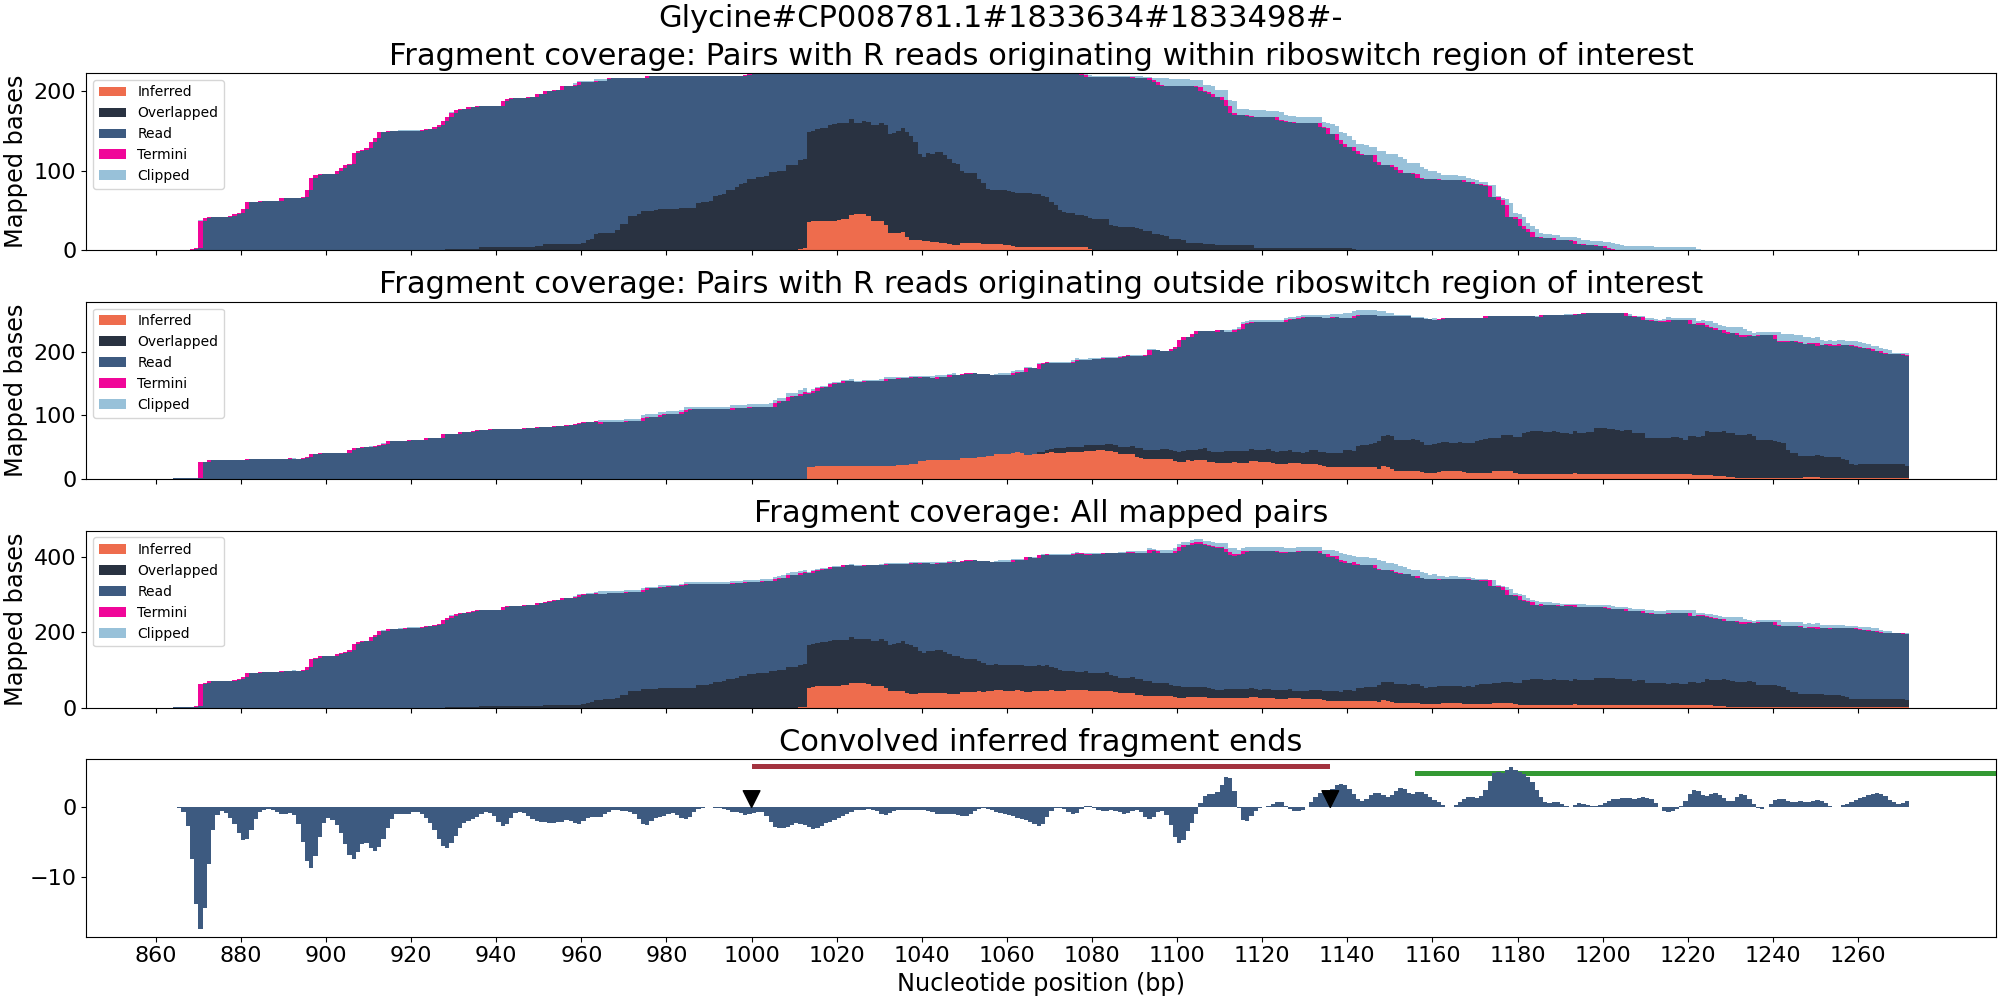 Glycine#CP008781.1#1833634#1833498#-
Fragment coverage: Pairs with R reads originating within riboswitch region of interest
Mapped bases
200
100
0
Inferred
Overlapped
Read
Termini
Clipped
Fragment coverage: Pairs with R reads originating outside riboswitch region of interest
Mapped bases
200
100
0
Inferred
Overlapped
Read
Termini
Clipped
Fragment coverage: All mapped pairs
Mapped bases
400
200
0
Inferred
Overlapped
Read
Termini
Clipped
Convolved inferred fragment ends
0
−10
860 880 900 920 940 960 980 1000 1020 1040 1060 1080 1100 1120 1140 1160 1180 1200 1220 1240 1260
Nucleotide position (bp)